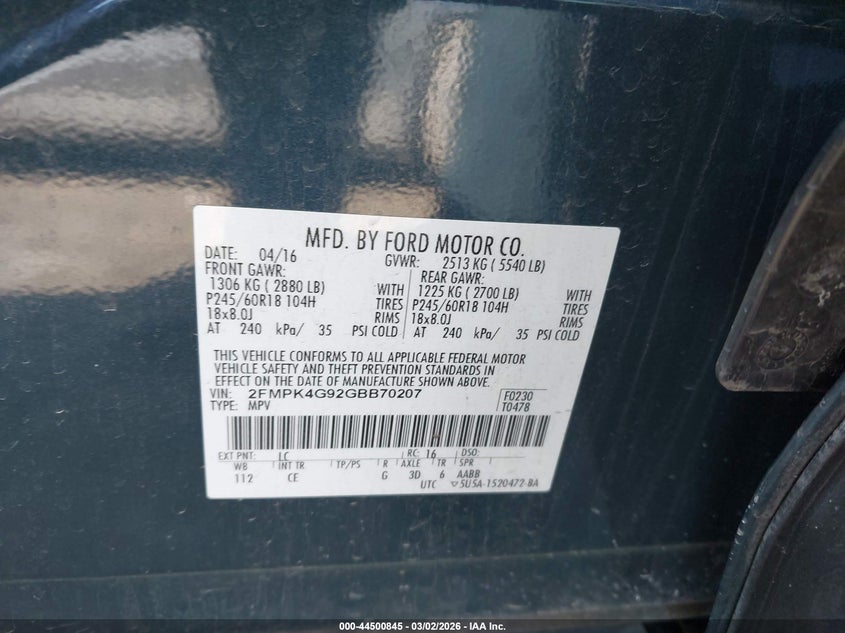 MFD. BY FORD MOTOR CO.
DATE: 04/16 GVWR: 2513 KG ( 5540 LB)
FRONT GAWR: REAR GAWR:
1306 KG ( 2880 LB) WITH 1225 KG ( 2700 LB) WITH
P245/60R18 104H TIRES P245/60R18 104H TIRES
18x8.0J RIMS 18x8.0J RIMS
AT 240 kPa/ 35 PSI COLD AT 240 kPa/ 35 PSI COLD
THIS VEHICLE CONFORMS TO ALL APPLICABLE FEDERAL MOTOR
VEHICLE SAFETY AND THEFT PREVENTION STANDARDS IN
EFFECT ON THE DATE OF MANUFACTURE SHOWN ABOVE.
VIN: 2FMPK4G92GBB70207 F0230
TYPE: MPV T0478
EXT PNT: LC RC: 16 DSO:
WB INT TR TP/PS R AXLE TR SPR
112 CE G 3D 6 AABB
UTC ▽5U5A-1520472-BA
000-44500845 - 03/02/2026 - IAA Inc.